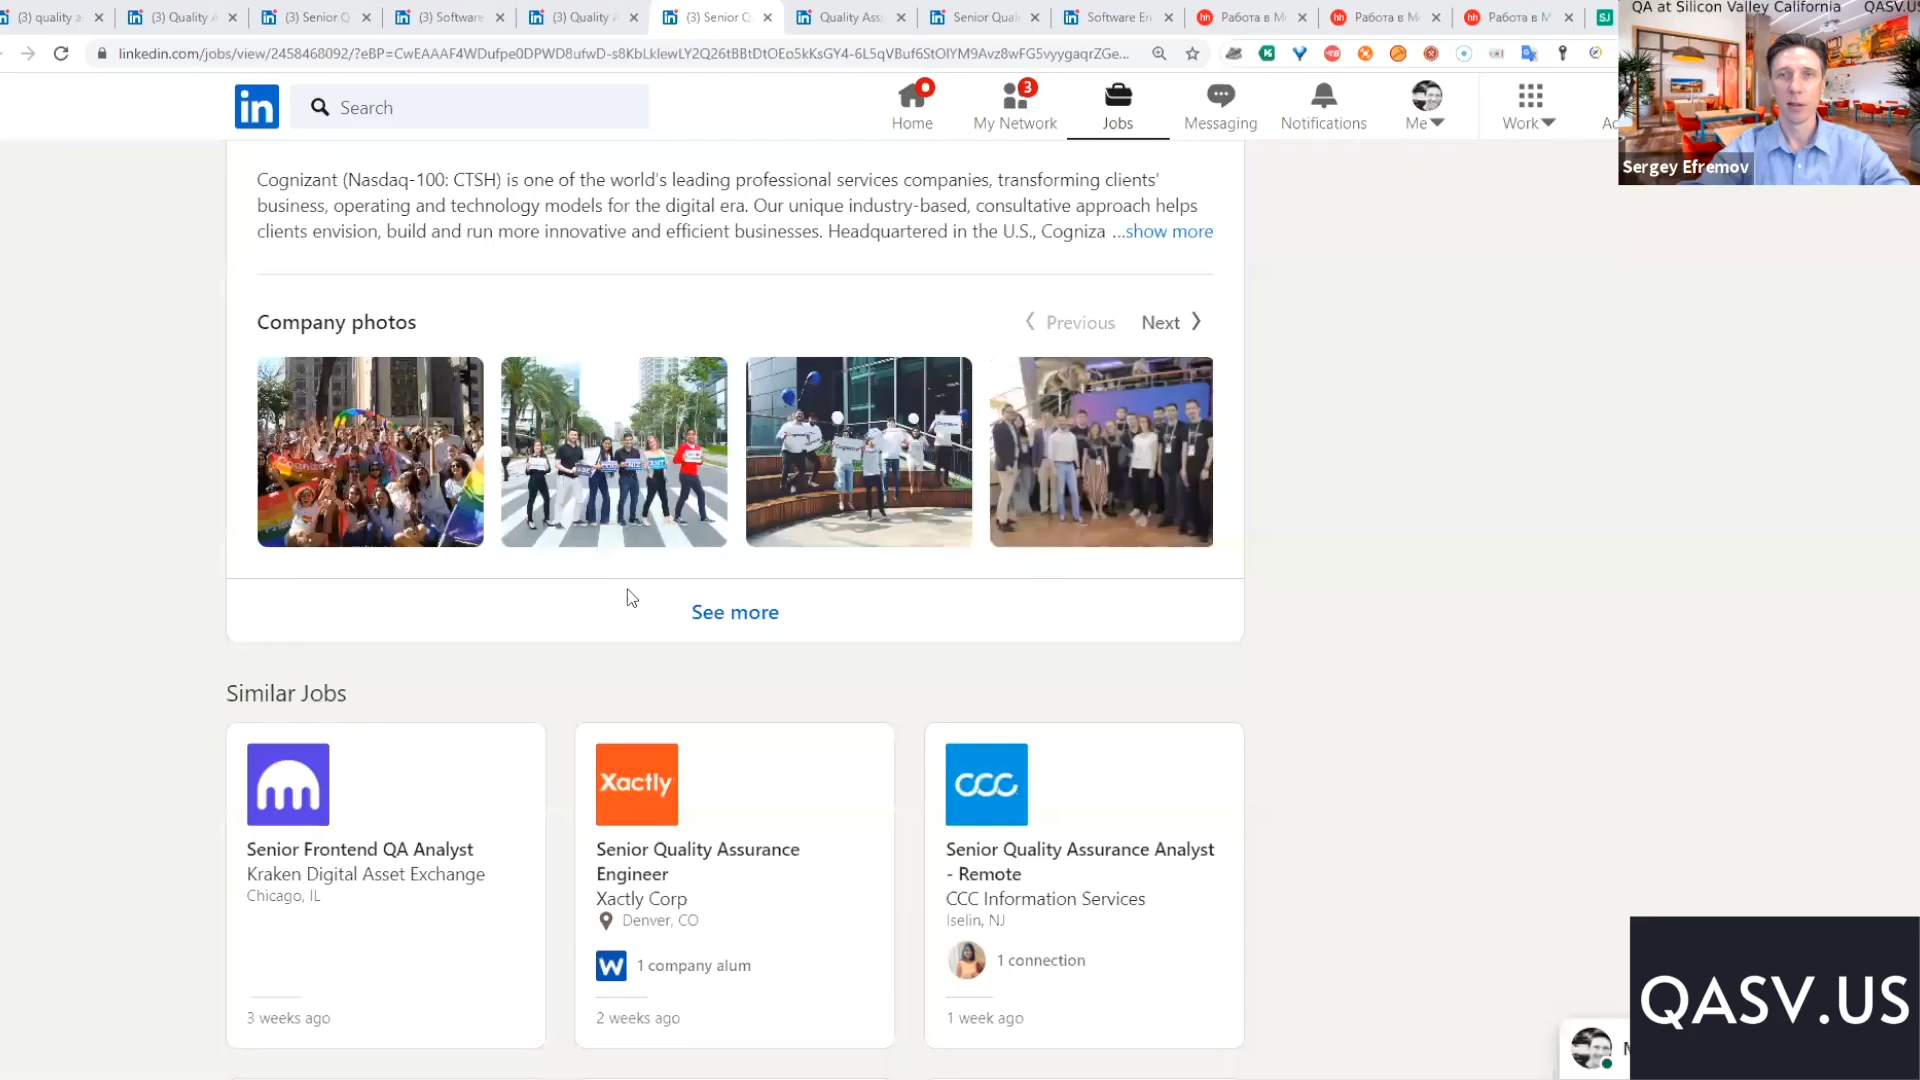 (3) quality a
(3) Quality A
(3) Senior Q
(3) Software
(3) Quality A
(3) Senior Q
Quality Ass
Senior Quali
Software En
Работа в М
Работа в М
Работа в М
QA at Silicon Valley California QASV.US
linkedin.com/jobs/view/2458468092/?eBP=CwEAAAF4WDufpe0DPWD8ufwD-s8KbLklewLY2Q26tBBtDtOEo5kKsGY4-6L5qVBuf6StOlYM9Avz8wFG5vyygaqrZGe...
in
Search
Home
3
My Network
Jobs
Messaging
Notifications
Me
Work
Sergey Efremov
Cognizant (Nasdaq-100: CTSH) is one of the world's leading professional services companies, transforming clients'
business, operating and technology models for the digital era. Our unique industry-based, consultative approach helps
clients envision, build and run more innovative and efficient businesses. Headquartered in the U.S., Cogniza ...show more
Company photos
Previous Next
See more
Similar Jobs
Senior Frontend QA Analyst
Kraken Digital Asset Exchange
Chicago, IL
3 weeks ago
Xactly
Senior Quality Assurance
Engineer
Xactly Corp
Denver, CO
W
1 company alum
2 weeks ago
CCC
Senior Quality Assurance Analyst
- Remote
CCC Information Services
Iselin, NJ
1 connection
1 week ago
QASV.US